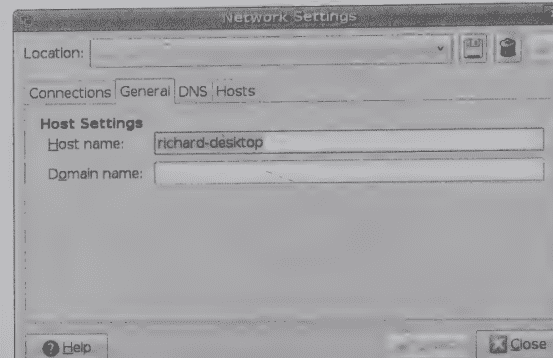 Network Settings
Location:
Connections General DNS Hosts
Host Settings
Host name: richard-desktop
Domain name:
Help Close